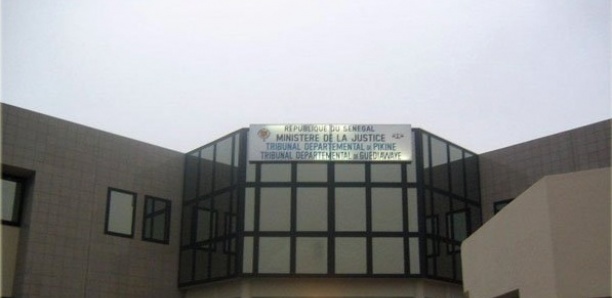 REPUBLIQUE DU SENEGAL
MINISTERE DE LA JUSTICE
TRIBUNAL DEPARTEMENTAL DE PIKINE
TRIBUNAL DEPARTEMENTAL DE GUEDIAWAYE